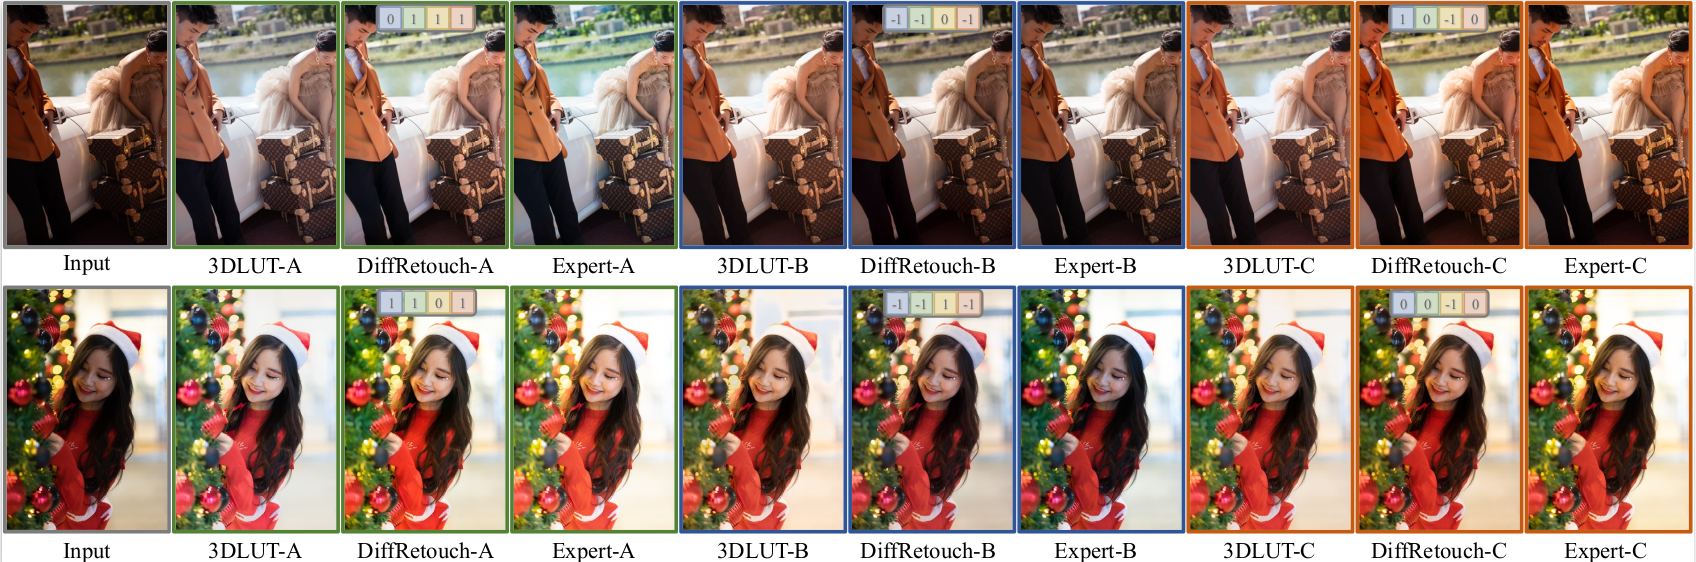 0 1 1 1
-1 -1 0 -1
1 0 -1 0
Input 3DLUT-A DiffRetouch-A Expert-A 3DLUT-B DiffRetouch-B Expert-B 3DLUT-C DiffRetouch-C Expert-C
1 1 0 1
-1 -1 1 -1
0 0 -1 0
Input 3DLUT-A DiffRetouch-A Expert-A 3DLUT-B DiffRetouch-B Expert-B 3DLUT-C DiffRetouch-C Expert-C